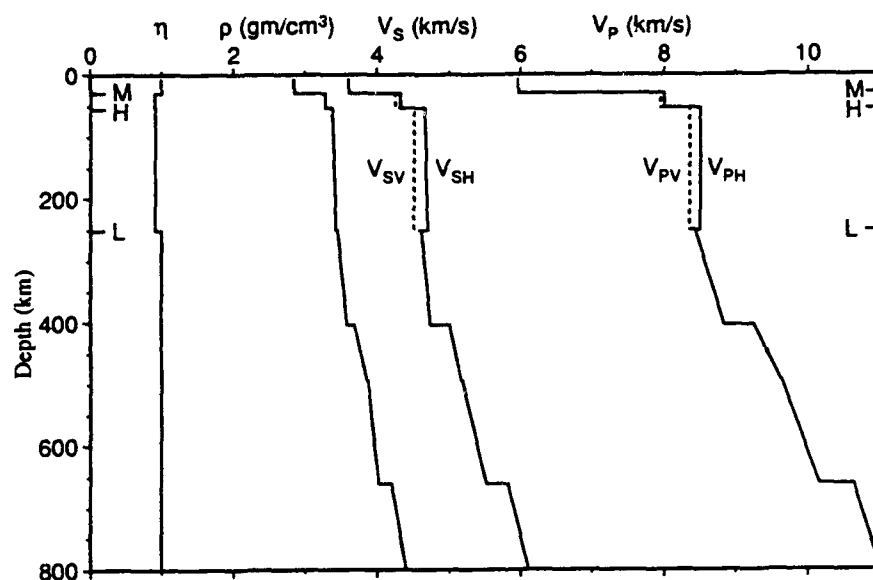 η ρ (gm/cm³) V_S (km/s) V_P (km/s)
0 2 4 6 8 10
0
M M
H H
V_SV V_SH V_PV V_PH
200
L L
Depth (km)
400
600
800